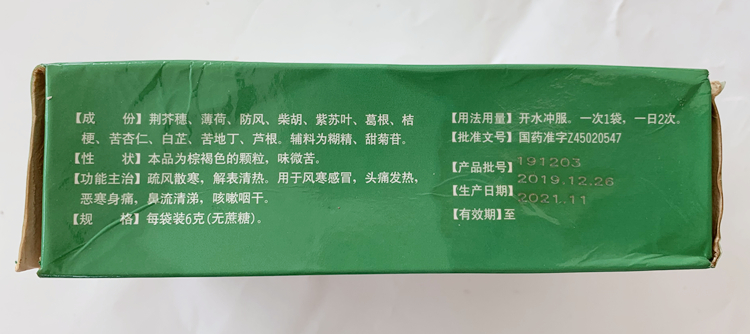 【成　份】荆芥穗、薄荷、防风、柴胡、紫苏叶、葛根、桔
梗、苦杏仁、白芷、苦地丁、芦根。辅料为糊精、甜菊苷。
【性　状】本品为棕褐色的颗粒，味微苦。
【功能主治】疏风散寒，解表清热。用于风寒感冒，头痛发热，
恶寒身痛，鼻流清涕，咳嗽咽干。
【规　格】每袋装6克(无蔗糖)。
【用法用量】开水冲服。一次1袋，一日2次。
【批准文号】国药准字Z45020547
【产品批号】191203
【生产日期】2019.12.26
【有效期】至 2021.11